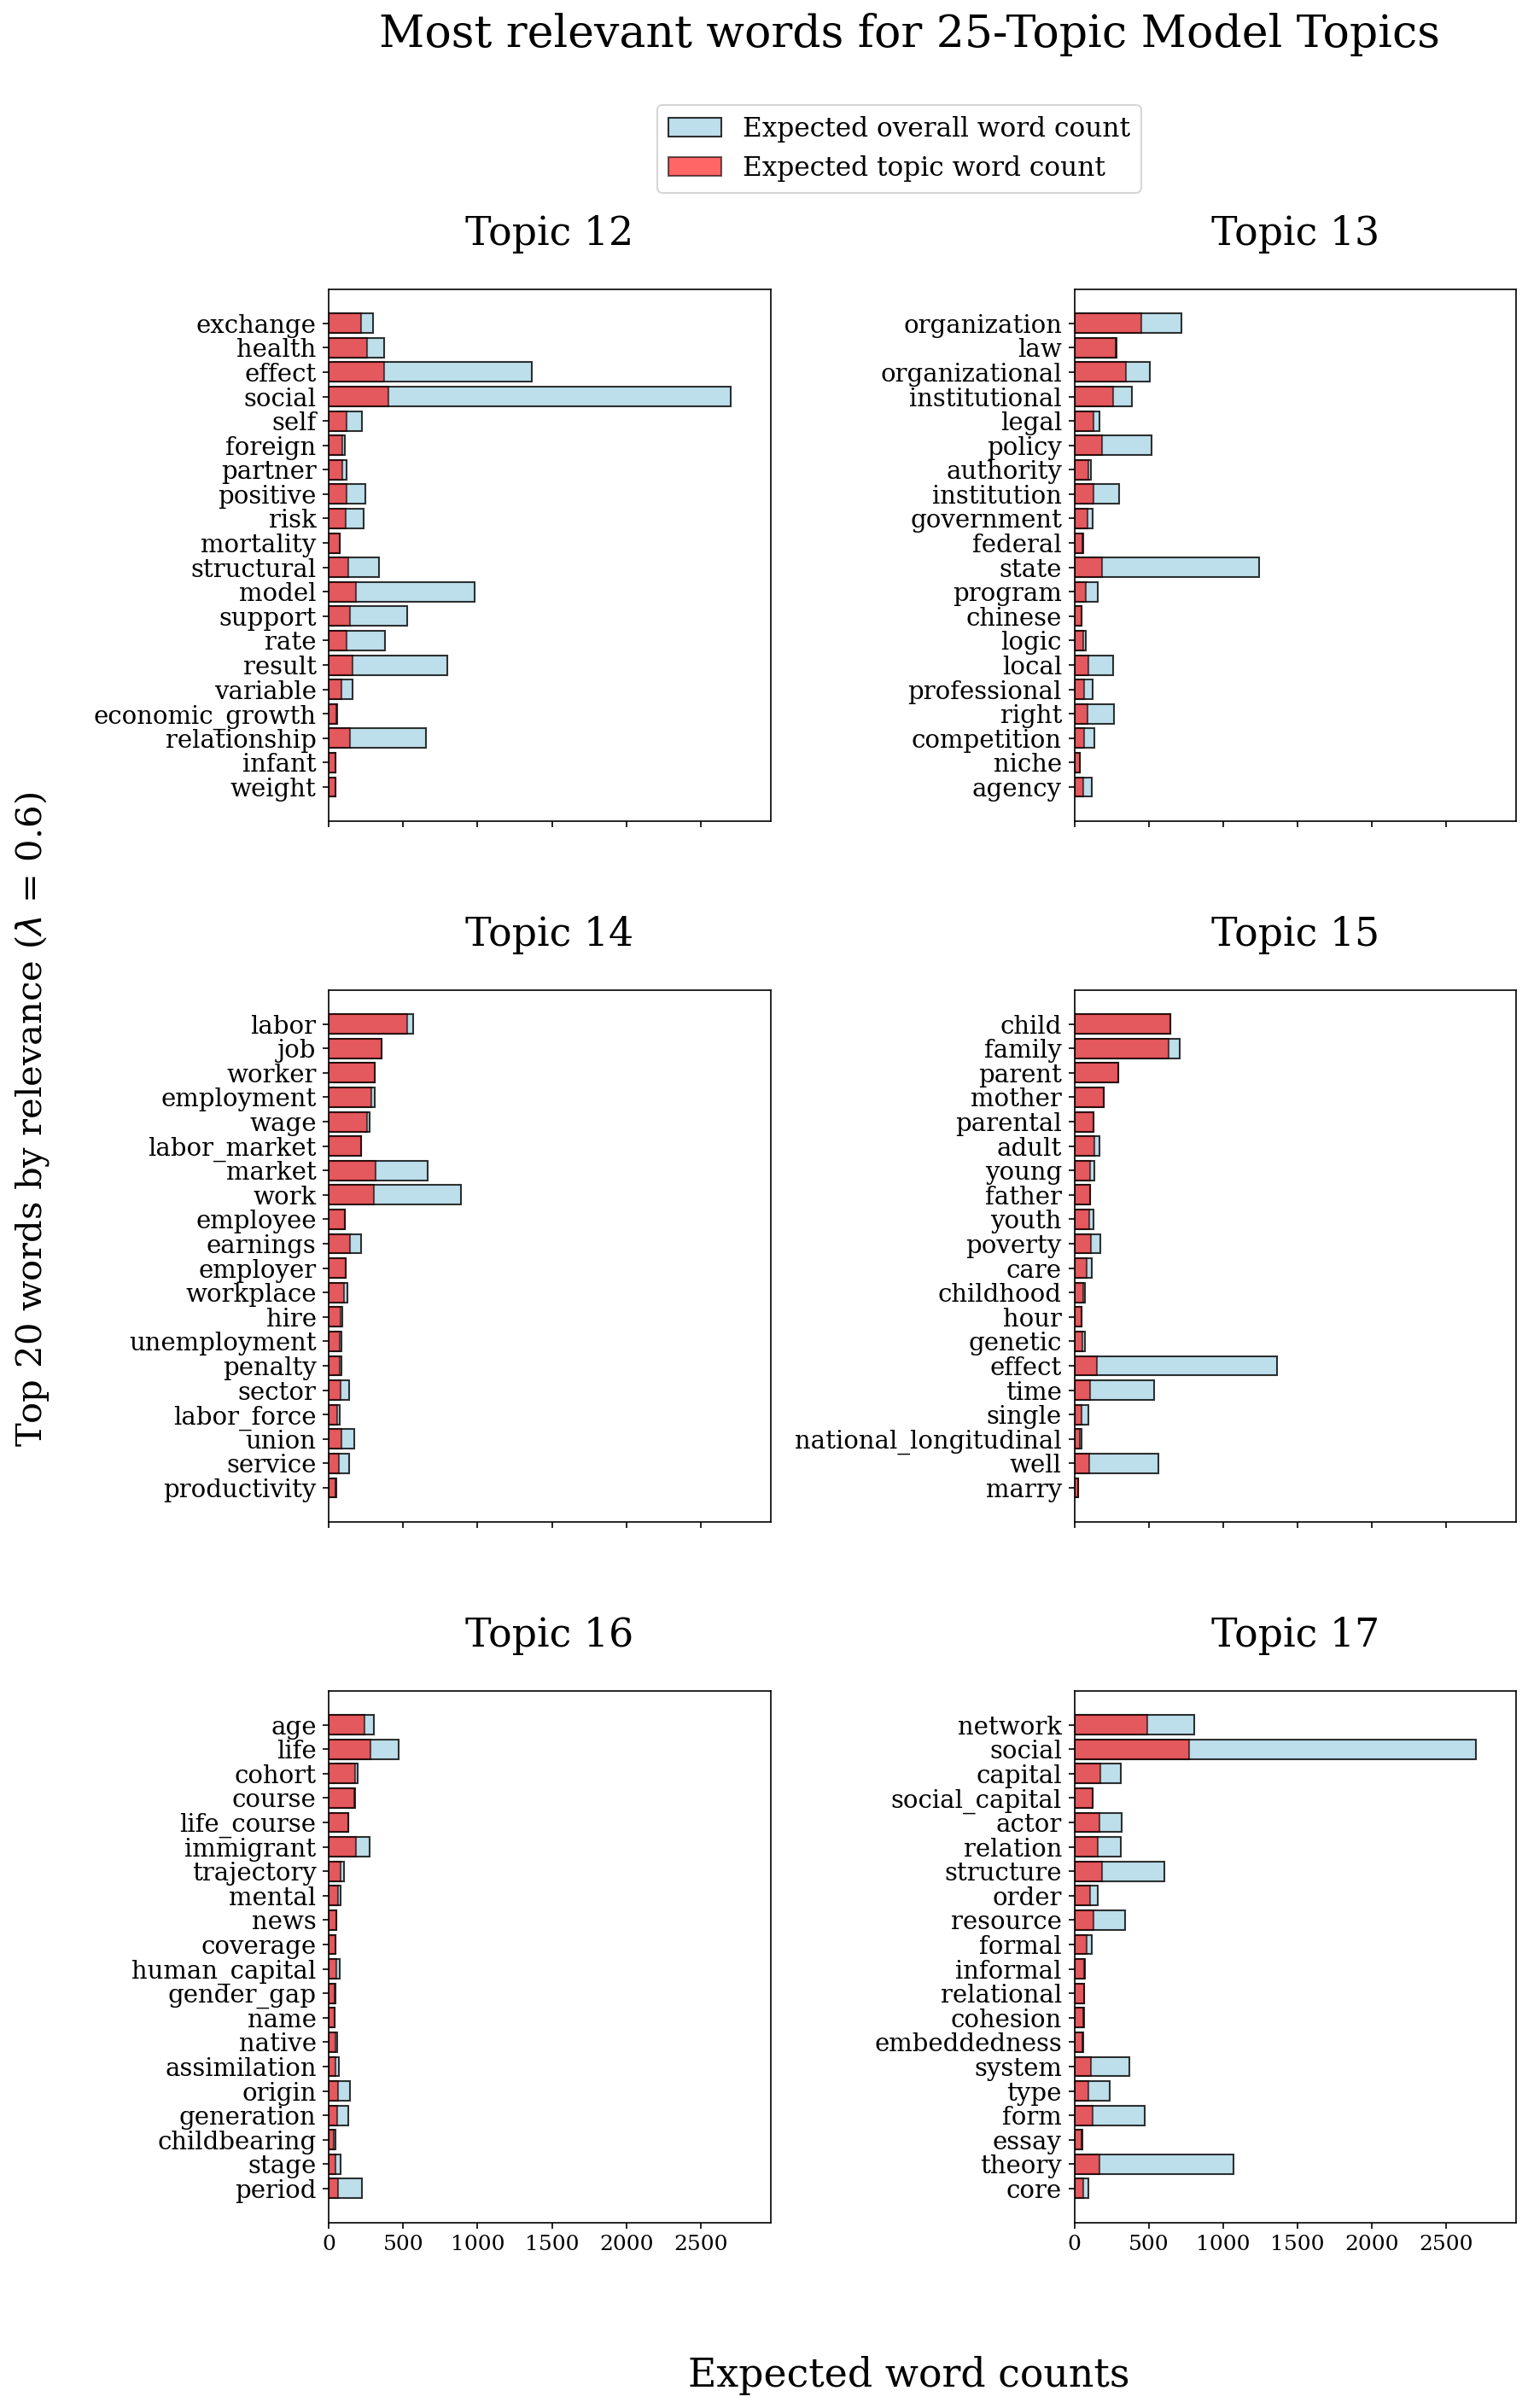 Most relevant words for 25-Topic Model Topics
Expected overall word count
Expected topic word count
Top 20 words by relevance (λ = 0.6)
Topic 12
exchange
health
effect
social
self
foreign
partner
positive
risk
mortality
structural
model
support
rate
result
variable
economic_growth
relationship
infant
weight
Topic 13
organization
law
organizational
institutional
legal
policy
authority
institution
government
federal
state
program
chinese
logic
local
professional
right
competition
niche
agency
Topic 14
labor
job
worker
employment
wage
labor_market
market
work
employee
earnings
employer
workplace
hire
unemployment
penalty
sector
labor_force
union
service
productivity
Topic 15
child
family
parent
mother
parental
adult
young
father
youth
poverty
care
childhood
hour
genetic
effect
time
single
national_longitudinal
well
marry
Topic 16
age
life
cohort
course
life_course
immigrant
trajectory
mental
news
coverage
human_capital
gender_gap
name
native
assimilation
origin
generation
childbearing
stage
period
0 500 1000 1500 2000 2500
Topic 17
network
social
capital
social_capital
actor
relation
structure
order
resource
formal
informal
relational
cohesion
embeddedness
system
type
form
essay
theory
core
0 500 1000 1500 2000 2500
Expected word counts